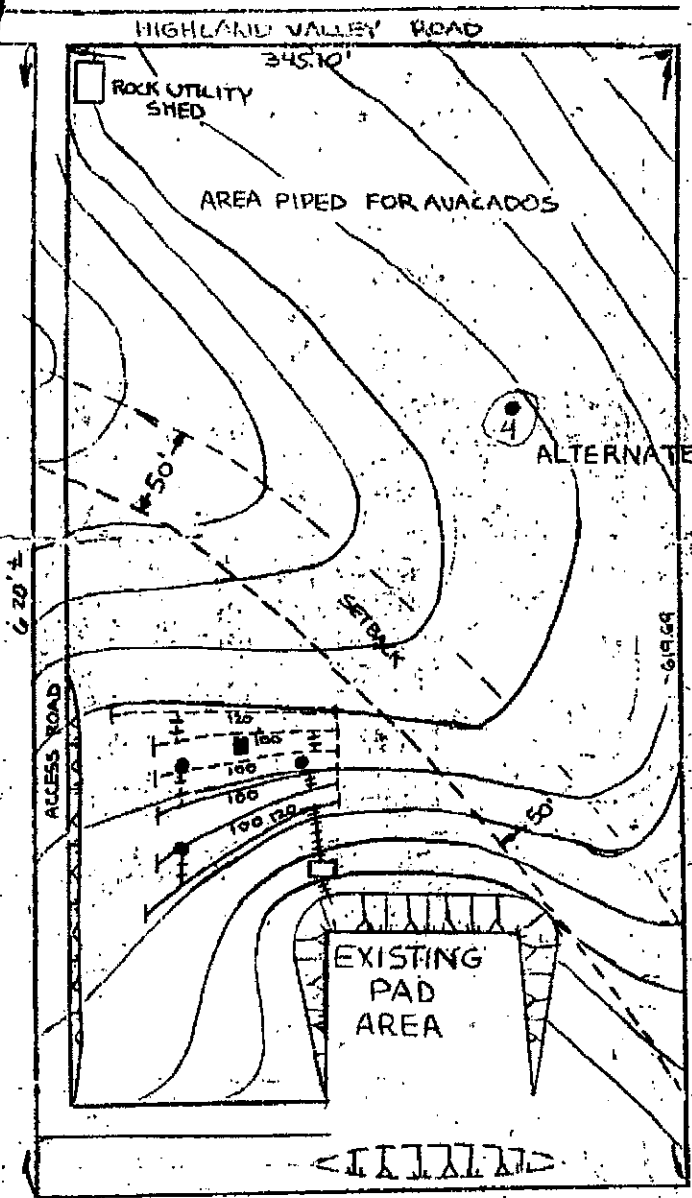 HIGHLAND VALLEY ROAD
345.70'
ROCK UTILITY
SHED
AREA PIPED FOR AVACADOS
4
ALTERNATE
50'
620' ±
SETBACK
619.69
ACCESS ROAD
120
100
100
100
100 120
50'
EXISTING
PAD
AREA